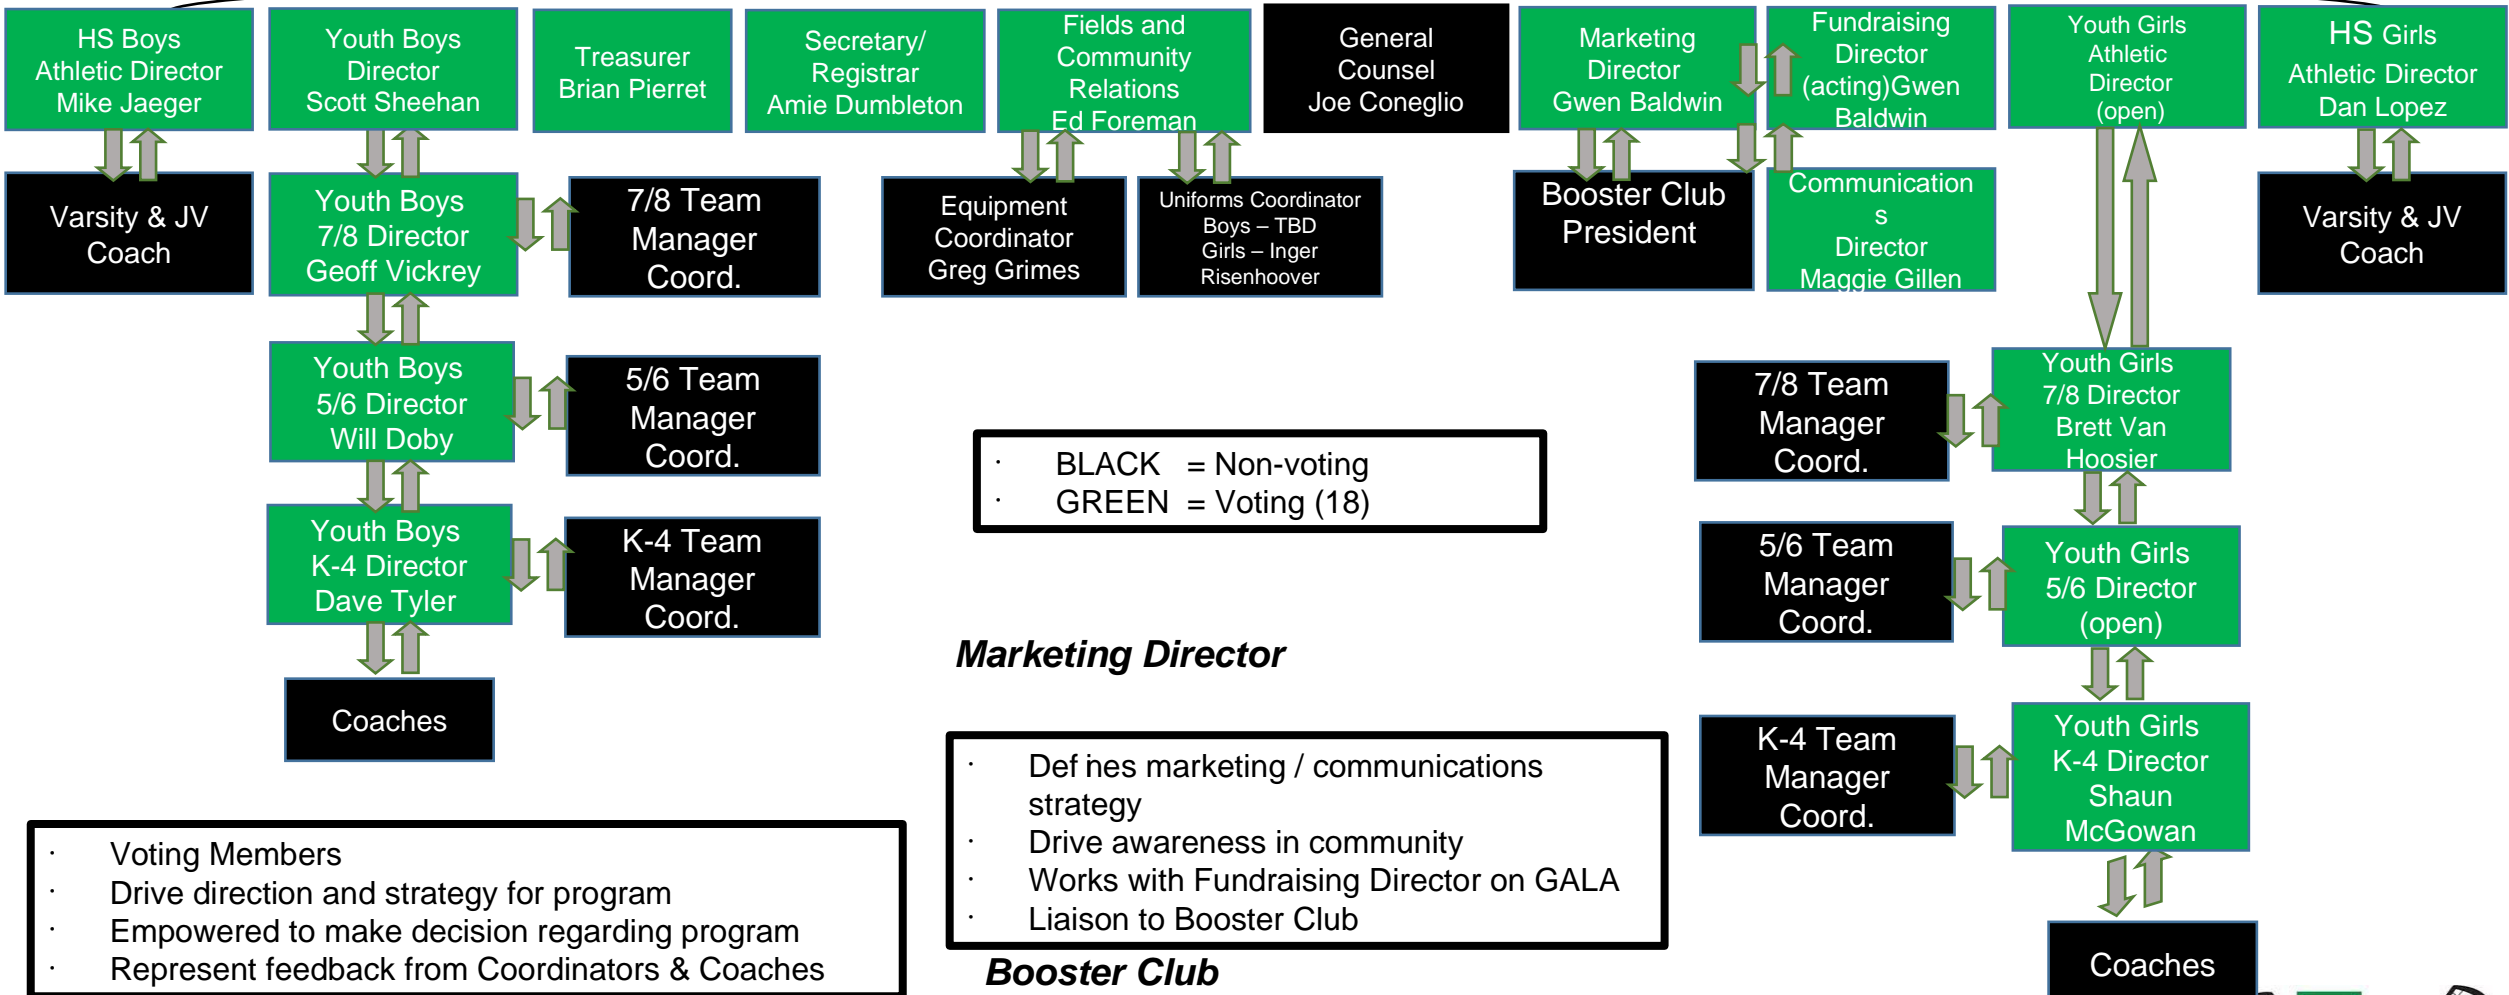 HS Boys
Athletic Director
Mike Jaeger
Youth Boys
Director
Scott Sheehan
Treasurer
Brian Pierret
Secretary/
Registrar
Amie Dumbleton
Fields and
Community
Relations
Ed Foreman
General
Counsel
Joe Coneglio
Marketing
Director
Gwen Baldwin
Fundraising
Director
(acting)Gwen
Baldwin
Youth Girls
Athletic
Director
(open)
HS Girls
Athletic Director
Dan Lopez
Varsity & JV
Coach
Youth Boys
7/8 Director
Geoff Vickrey
7/8 Team
Manager
Coord.
Equipment
Coordinator
Greg Grimes
Uniforms Coordinator
Boys – TBD
Girls – Inger
Risenhoover
Booster Club
President
Communication
s
Director
Maggie Gillen
Varsity & JV
Coach
Youth Boys
5/6 Director
Will Doby
5/6 Team
Manager
Coord.
7/8 Team
Manager
Coord.
Youth Girls
7/8 Director
Brett Van
Hoosier
· BLACK = Non-voting
· GREEN = Voting (18)
Youth Boys
K-4 Director
Dave Tyler
K-4 Team
Manager
Coord.
5/6 Team
Manager
Coord.
Youth Girls
5/6 Director
(open)
Coaches
Marketing Director
· Defines marketing / communications
strategy
· Drive awareness in community
· Works with Fundraising Director on GALA
· Liaison to Booster Club
K-4 Team
Manager
Coord.
Youth Girls
K-4 Director
Shaun
McGowan
· Voting Members
· Drive direction and strategy for program
· Empowered to make decision regarding program
· Represent feedback from Coordinators & Coaches
Booster Club
Coaches